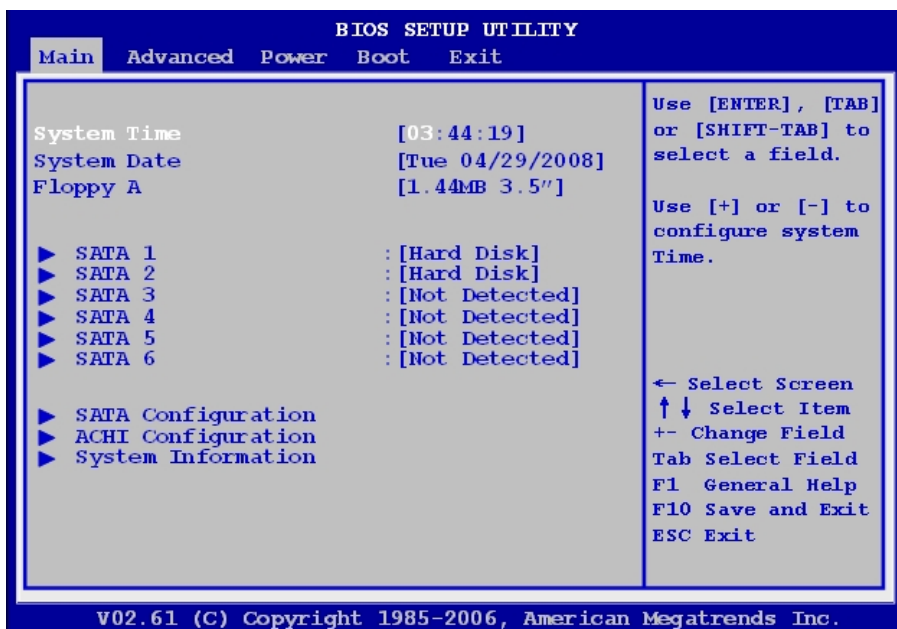 BIOS SETUP UTILITY
Main Advanced Power Boot Exit
System Time [03:44:19]
System Date [Tue 04/29/2008]
Floppy A [1.44MB 3.5″]
▶ SATA 1 :[Hard Disk]
▶ SATA 2 :[Hard Disk]
▶ SATA 3 :[Not Detected]
▶ SATA 4 :[Not Detected]
▶ SATA 5 :[Not Detected]
▶ SATA 6 :[Not Detected]
▶ SATA Configuration
▶ ACHI Configuration
▶ System Information
Use [ENTER], [TAB]
or [SHIFT-TAB] to
select a field.
Use [+] or [-] to
configure system
Time.
← Select Screen
↑↓ Select Item
+- Change Field
Tab Select Field
F1 General Help
F10 Save and Exit
ESC Exit
V02.61 (C) Copyright 1985-2006, American Megatrends Inc.